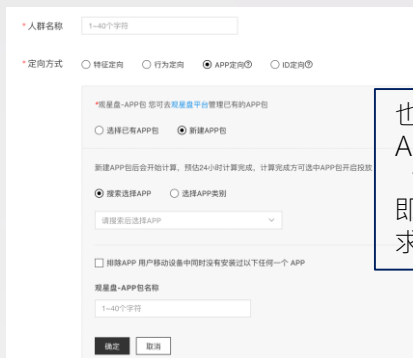 * 人群名称
1~40个字符
* 定向方式
特征定向 行为定向 APP定向? ID定向?
*观星盘-APP包 您可去观星盘平台管理已有的APP包
选择已有APP包 新建APP包
新建APP包后会开始计算，预估24小时计算完成，计算完成方可选中APP包开启投放
搜索选择APP 选择APP类别
请搜索后选择APP
排除APP 用户移动设备中同时没有安装过以下任何一个 APP
观星盘-APP包名称
1~40个字符
确定 取消
也
A
即
求